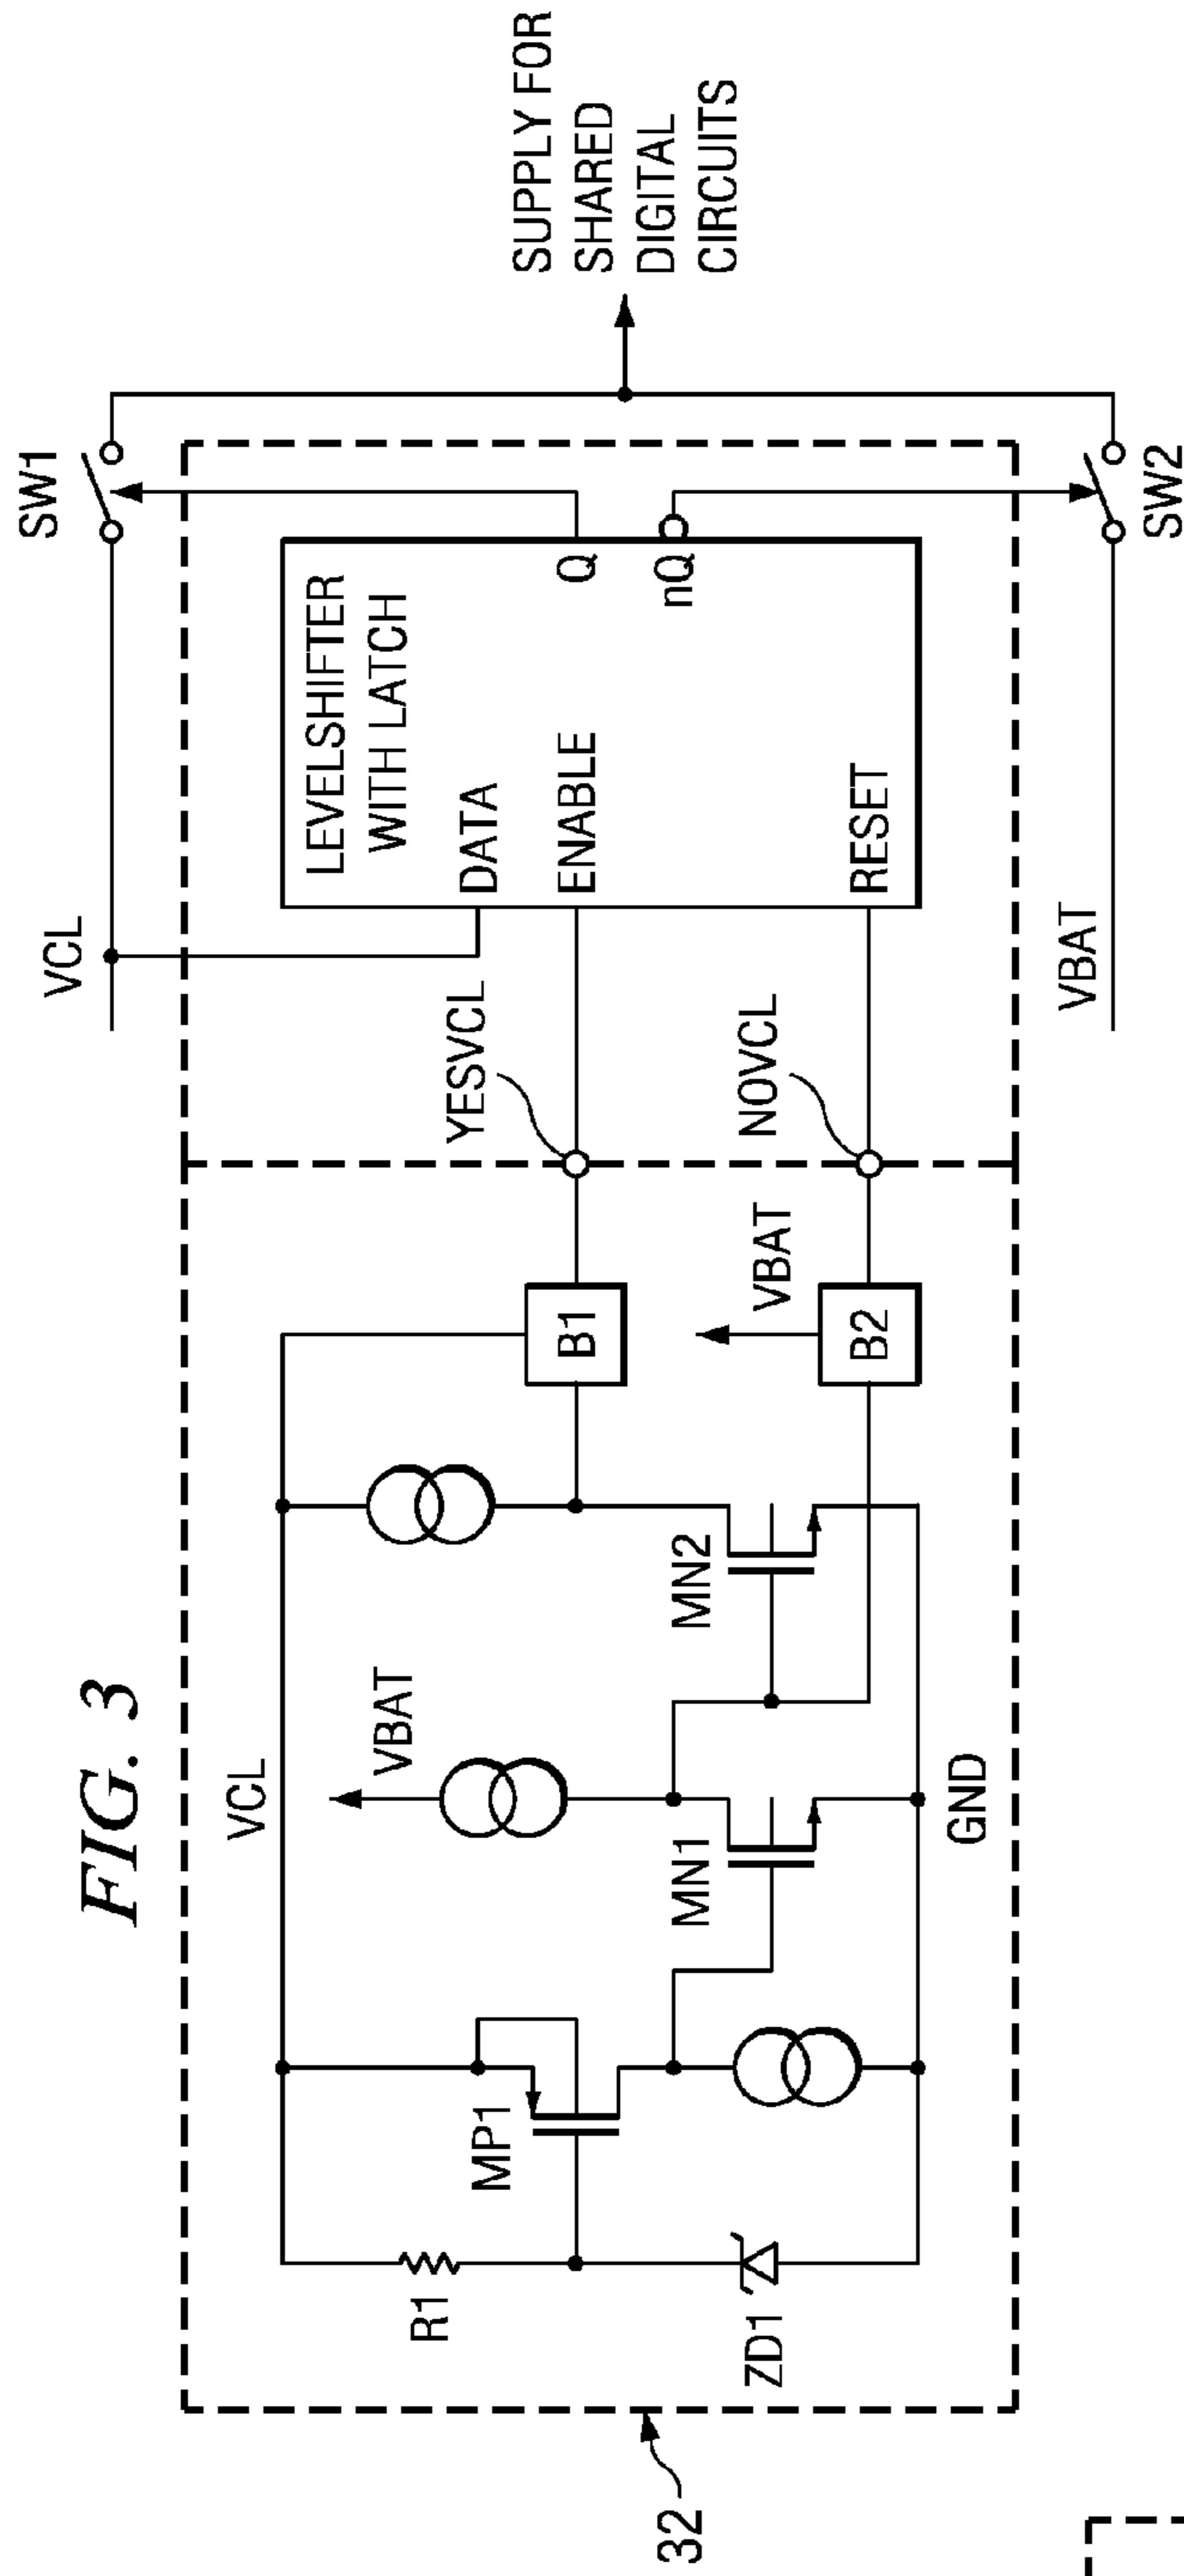 FIG. 3
VCL
SW1
VCL
LEVELSHIFTER
WITH LATCH
DATA
ENABLE
RESET
Q
nQ
SUPPLY FOR
SHARED
DIGITAL
CIRCUITS
VBAT
YESVCL
B1
R1
MP1
MN1
MN2
VBAT
NOVCL
B2
ZD1
GND
VBAT
SW2
32